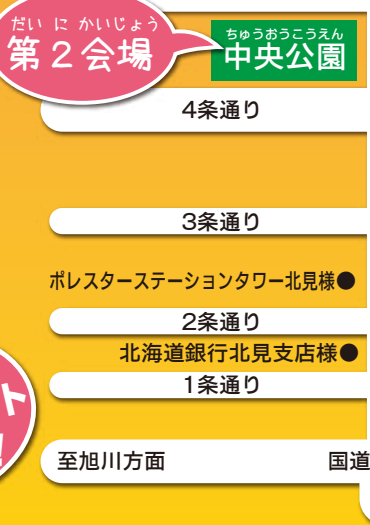 だい に かいじょう
第2会場
ちゅうおうこうえん
中央公園
4条通り
3条通り
ポレスターステーションタワー北見様●
2条通り
北海道銀行北見支店様●
1条通り
ト
!
至旭川方面
国道